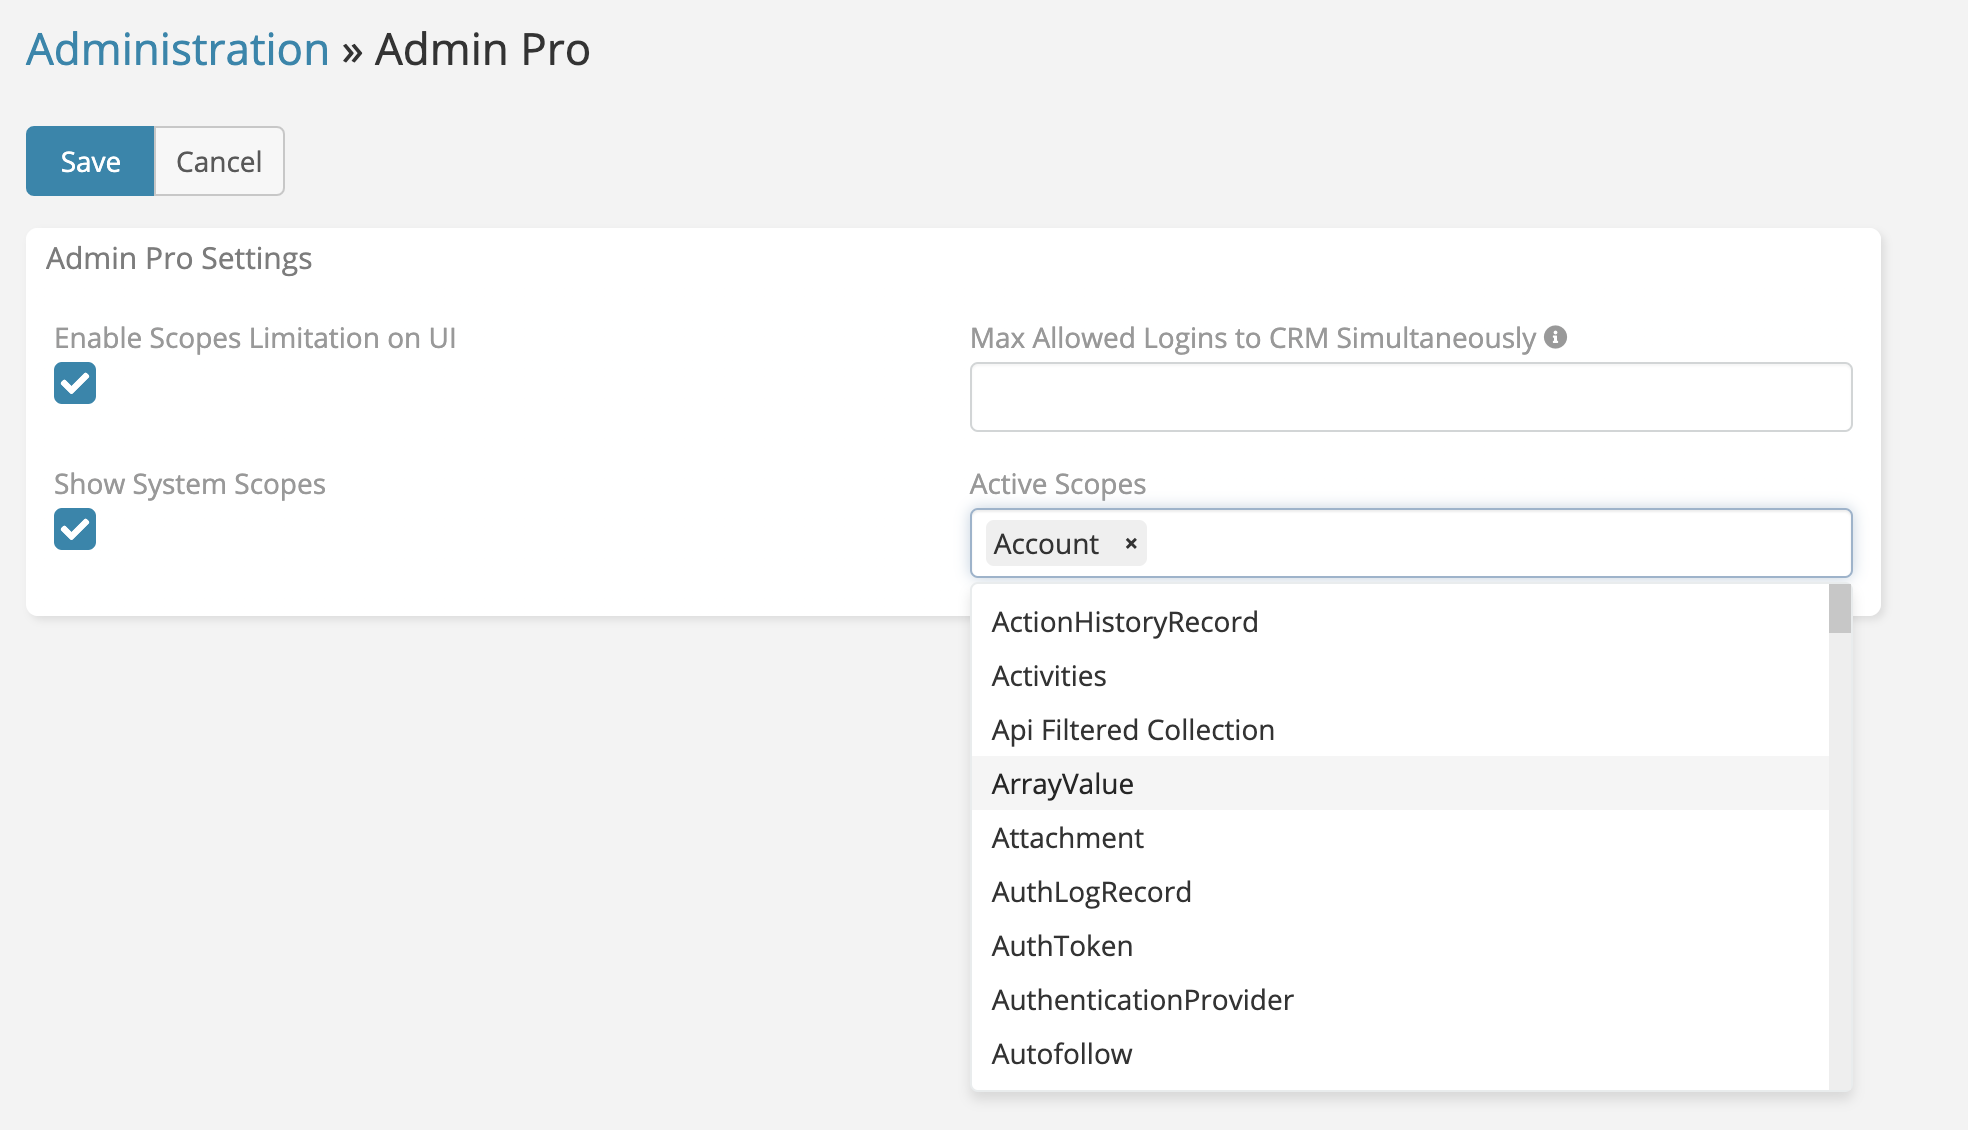 Administration » Admin Pro
Save Cancel
Admin Pro Settings
Enable Scopes Limitation on UI
Max Allowed Logins to CRM Simultaneously
Show System Scopes
Active Scopes
Account ×
ActionHistoryRecord
Activities
Api Filtered Collection
ArrayValue
Attachment
AuthLogRecord
AuthToken
AuthenticationProvider
Autofollow